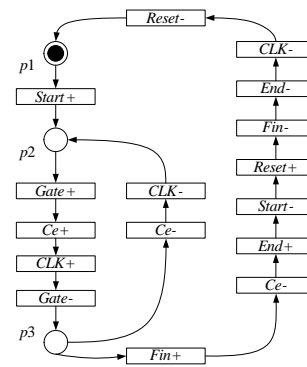 Reset-
p1
CLK-
End-
Start+
Fin-
p2
Reset+
Gate+
CLK-
Start-
Ce+
Ce-
End+
CLK+
Gate-
Ce-
p3
Fin+